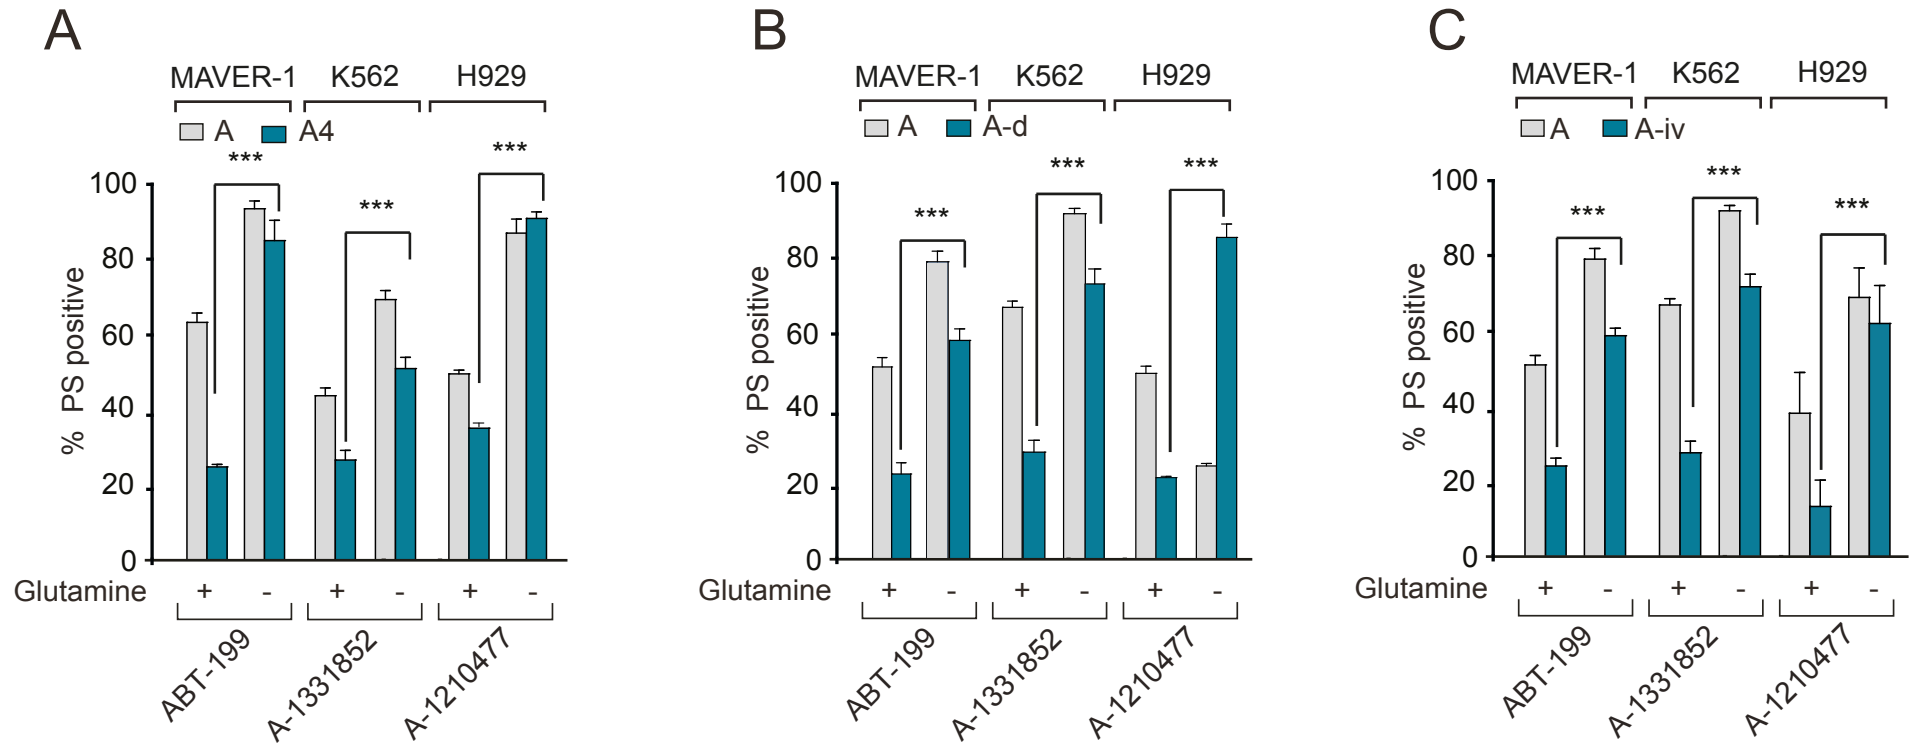 A
MAVER-1 K562 H929
A A4
*** *** ***
% PS positive
100
80
60
40
20
0
Glutamine + - + - + -
ABT-199 A-1331852 A-1210477
B
MAVER-1 K562 H929
A A-d
*** *** ***
% PS positive
100
80
60
40
20
0
Glutamine + - + - + -
ABT-199 A-1331852 A-1210477
C
MAVER-1 K562 H929
A A-iv
*** *** ***
% PS positive
100
80
60
40
20
0
Glutamine + - + - + -
ABT-199 A-1331852 A-1210477